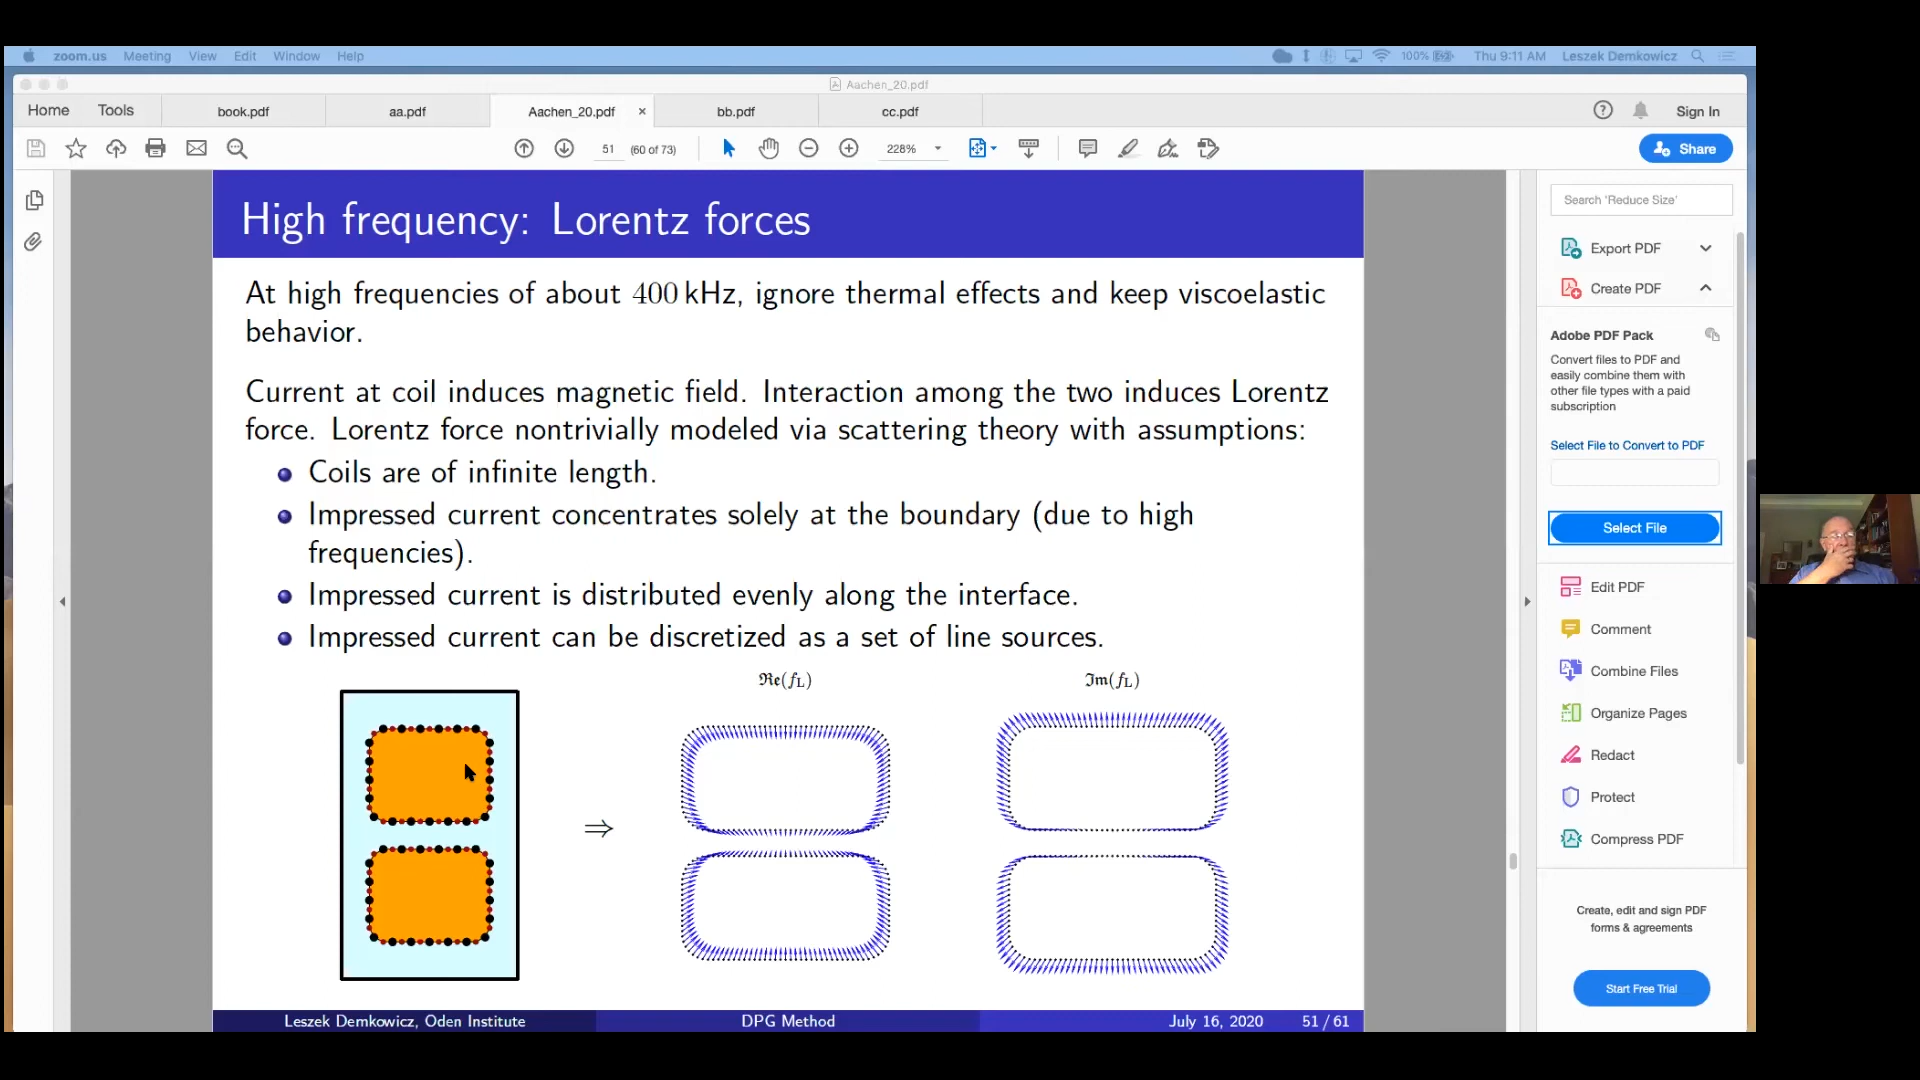 zoom.us Meeting View Edit Window Help 100% Thu 9:11 AM Leszek Demkowicz
Aachen_20.pdf
Home Tools book.pdf aa.pdf Aachen_20.pdf × bb.pdf cc.pdf Sign In
51 (60 of 73) 228% Share
High frequency: Lorentz forces
At high frequencies of about 400 kHz, ignore thermal effects and keep viscoelastic
behavior.
Current at coil induces magnetic field. Interaction among the two induces Lorentz
force. Lorentz force nontrivially modeled via scattering theory with assumptions:
Coils are of infinite length.
Impressed current concentrates solely at the boundary (due to high
frequencies).
Impressed current is distributed evenly along the interface.
Impressed current can be discretized as a set of line sources.
ℜ𝔢(f_L) ℑ𝔪(f_L)
⇒
Leszek Demkowicz, Oden Institute DPG Method July 16, 2020 51 / 61
Search 'Reduce Size'
Export PDF
Create PDF
Adobe PDF Pack
Convert files to PDF and
easily combine them with
other file types with a paid
subscription
Select File to Convert to PDF
Select File
Edit PDF
Comment
Combine Files
Organize Pages
Redact
Protect
Compress PDF
Create, edit and sign PDF
forms & agreements
Start Free Trial